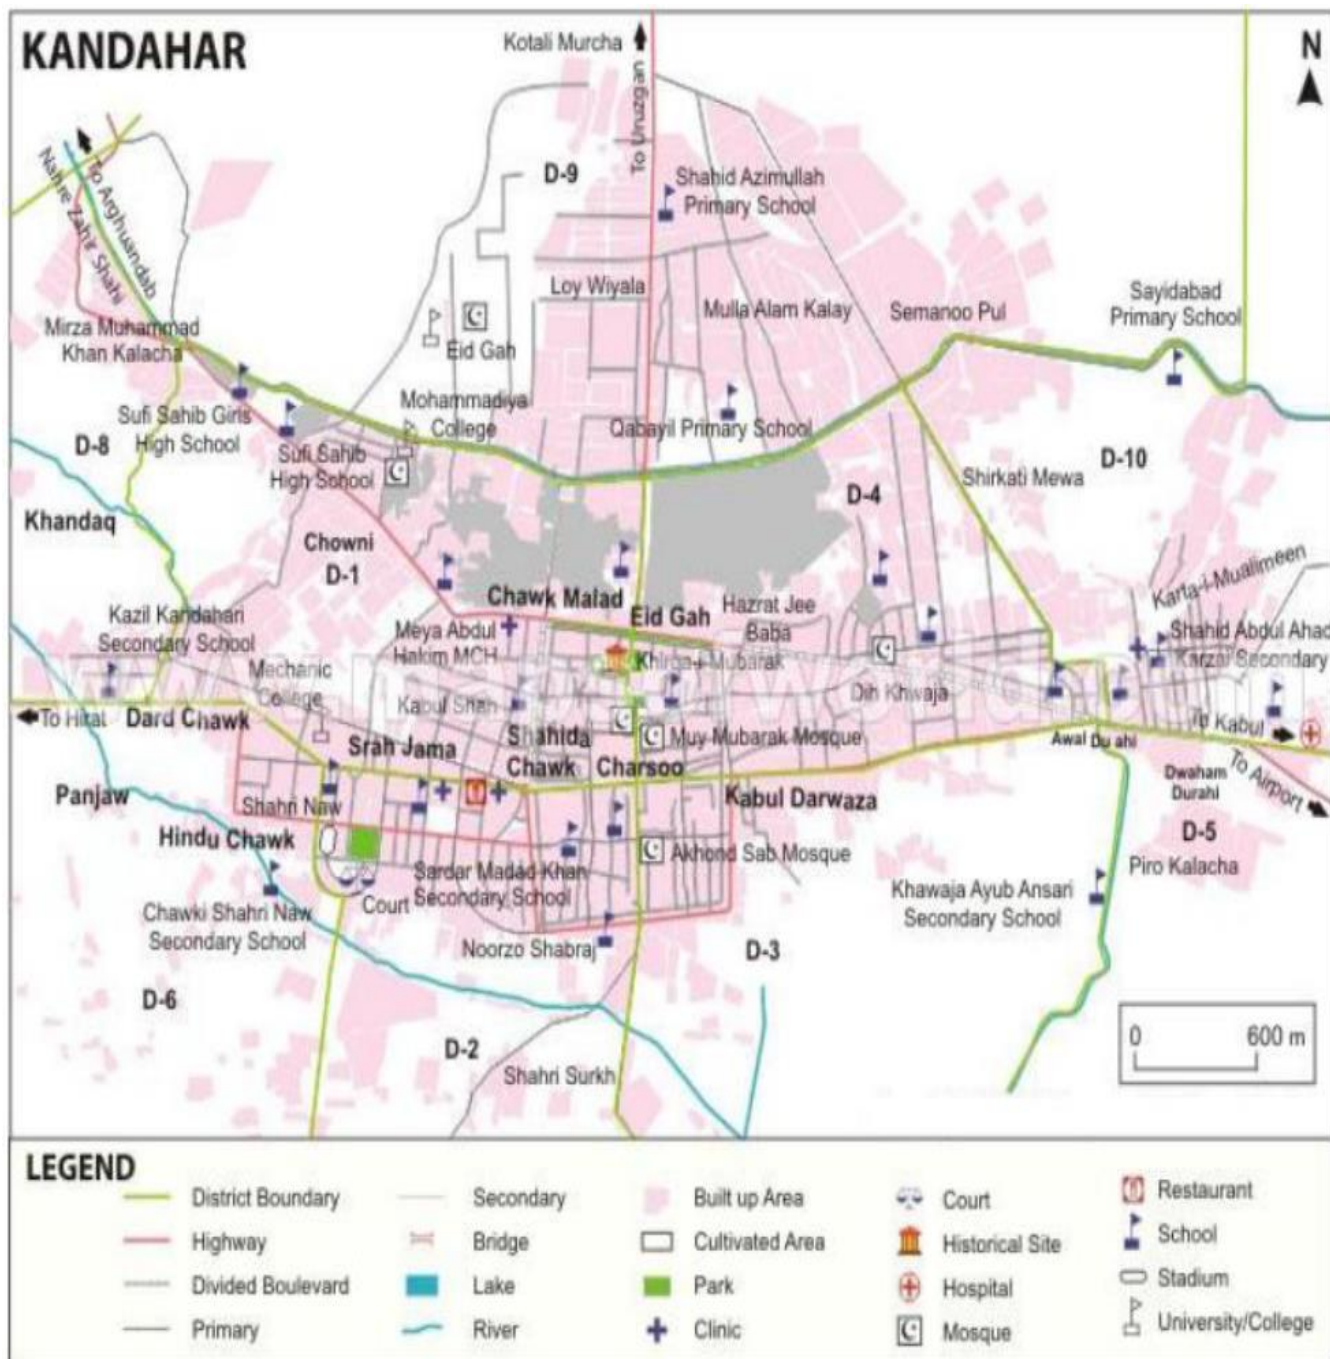 KANDAHAR
N
Kotali Murcha
To Uruzgan
D-9
Shahid Azimullah
Primary School
To Arghandab
Nahre Zahir Shahi
Loy Wiyala
Mulla Alam Kalay
Semanoo Pul
Sayidabad
Primary School
Mirza Muhammad
Khan Kalacha
Eid Gah
Sufi Sahib Girls
High School
Mohammadiya
College
Qabayil Primary School
D-8
Sufi Sahib
High School
D-10
Shirkati Mewa
D-4
Khandaq
Chowni
D-1
Karta-i-Mualimeen
Chawk Malad
Eid Gah
Hazrat Jee
Baba
Kazil Kandahari
Secondary School
Meya Abdul
Hakim MCH
Shahid Abdul Ahad
Karzai Secondary
Khirqa-i-Mubarak
Mechanic
College
Kabul Shah
Dih Khwaja
To Hirat
Dard Chawk
Srah Jama
Shahida
Chawk
Charsoo
Muy Mubarak Mosque
To Kabul
Awal Du ahi
Dwaham
Durahi
To Airport
Panjaw
Shahri Naw
Kabul Darwaza
D-5
Hindu Chawk
Akhond Sab Mosque
Piro Kalacha
Sardar Madad Khan
Secondary School
Court
Khawaja Ayub Ansari
Secondary School
Chawki Shahri Naw
Secondary School
Noorzo Shabraj
D-3
D-6
D-2
Shahri Surkh
0 600 m
LEGEND
District Boundary
Highway
Divided Boulevard
Primary
Secondary
Bridge
Lake
River
Built up Area
Cultivated Area
Park
Clinic
Court
Historical Site
Hospital
Mosque
Restaurant
School
Stadium
University/College